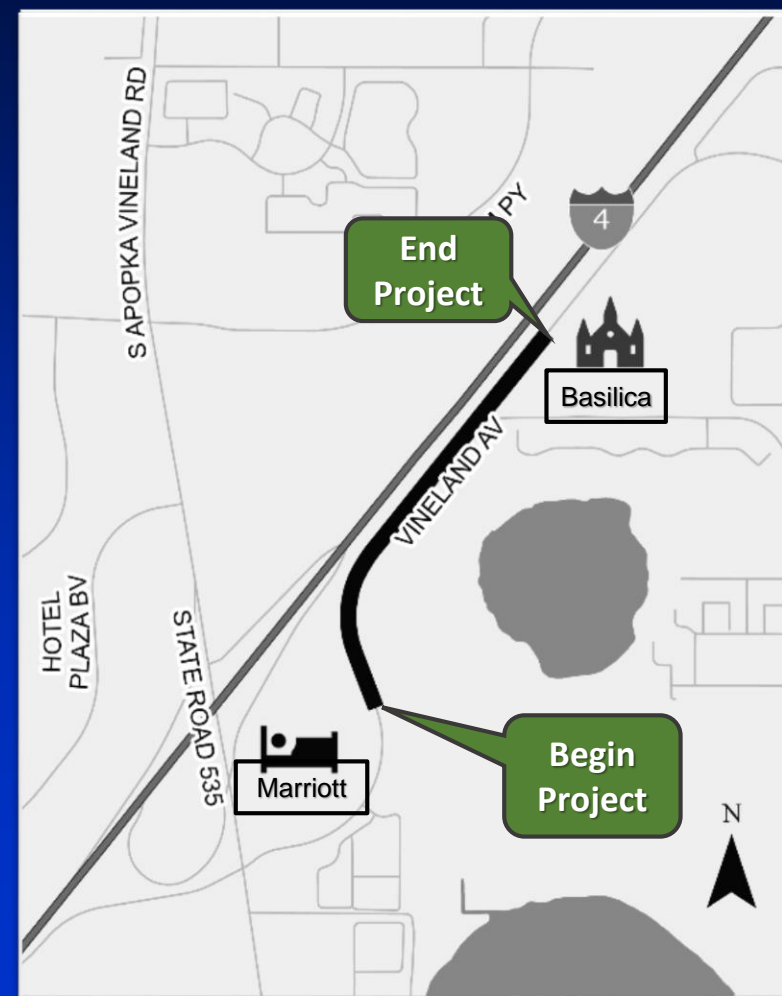 S APOPKA VINELAND RD
PY
4
End
Project
Basilica
VINELAND AV
HOTEL
PLAZA BV
STATE ROAD 535
Marriott
Begin
Project
N